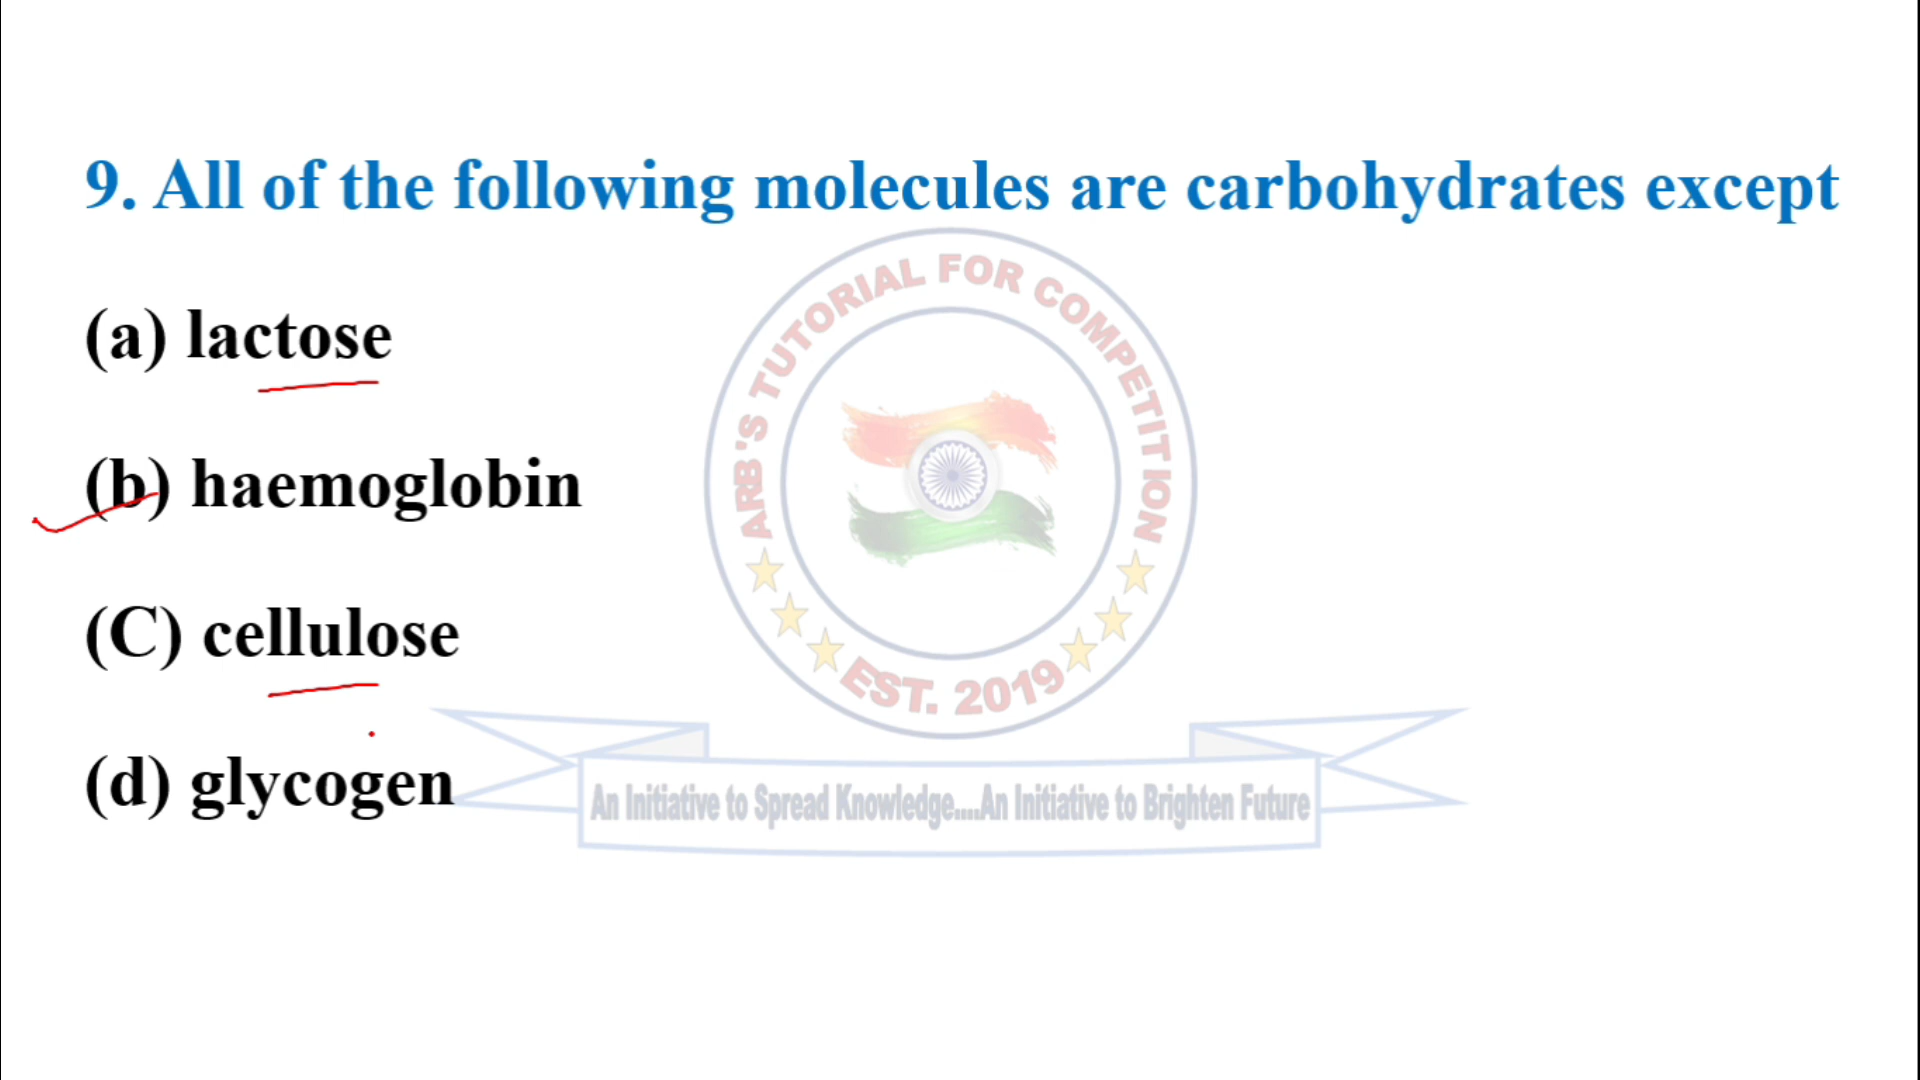 9. All of the following molecules are carbohydrates except
(a) lactose
(b) haemoglobin
(C) cellulose
(d) glycogen
ARB'S TUTORIAL FOR COMPETITION
EST. 2019
An Initiative to Spread Knowledge....An Initiative to Brighten Future